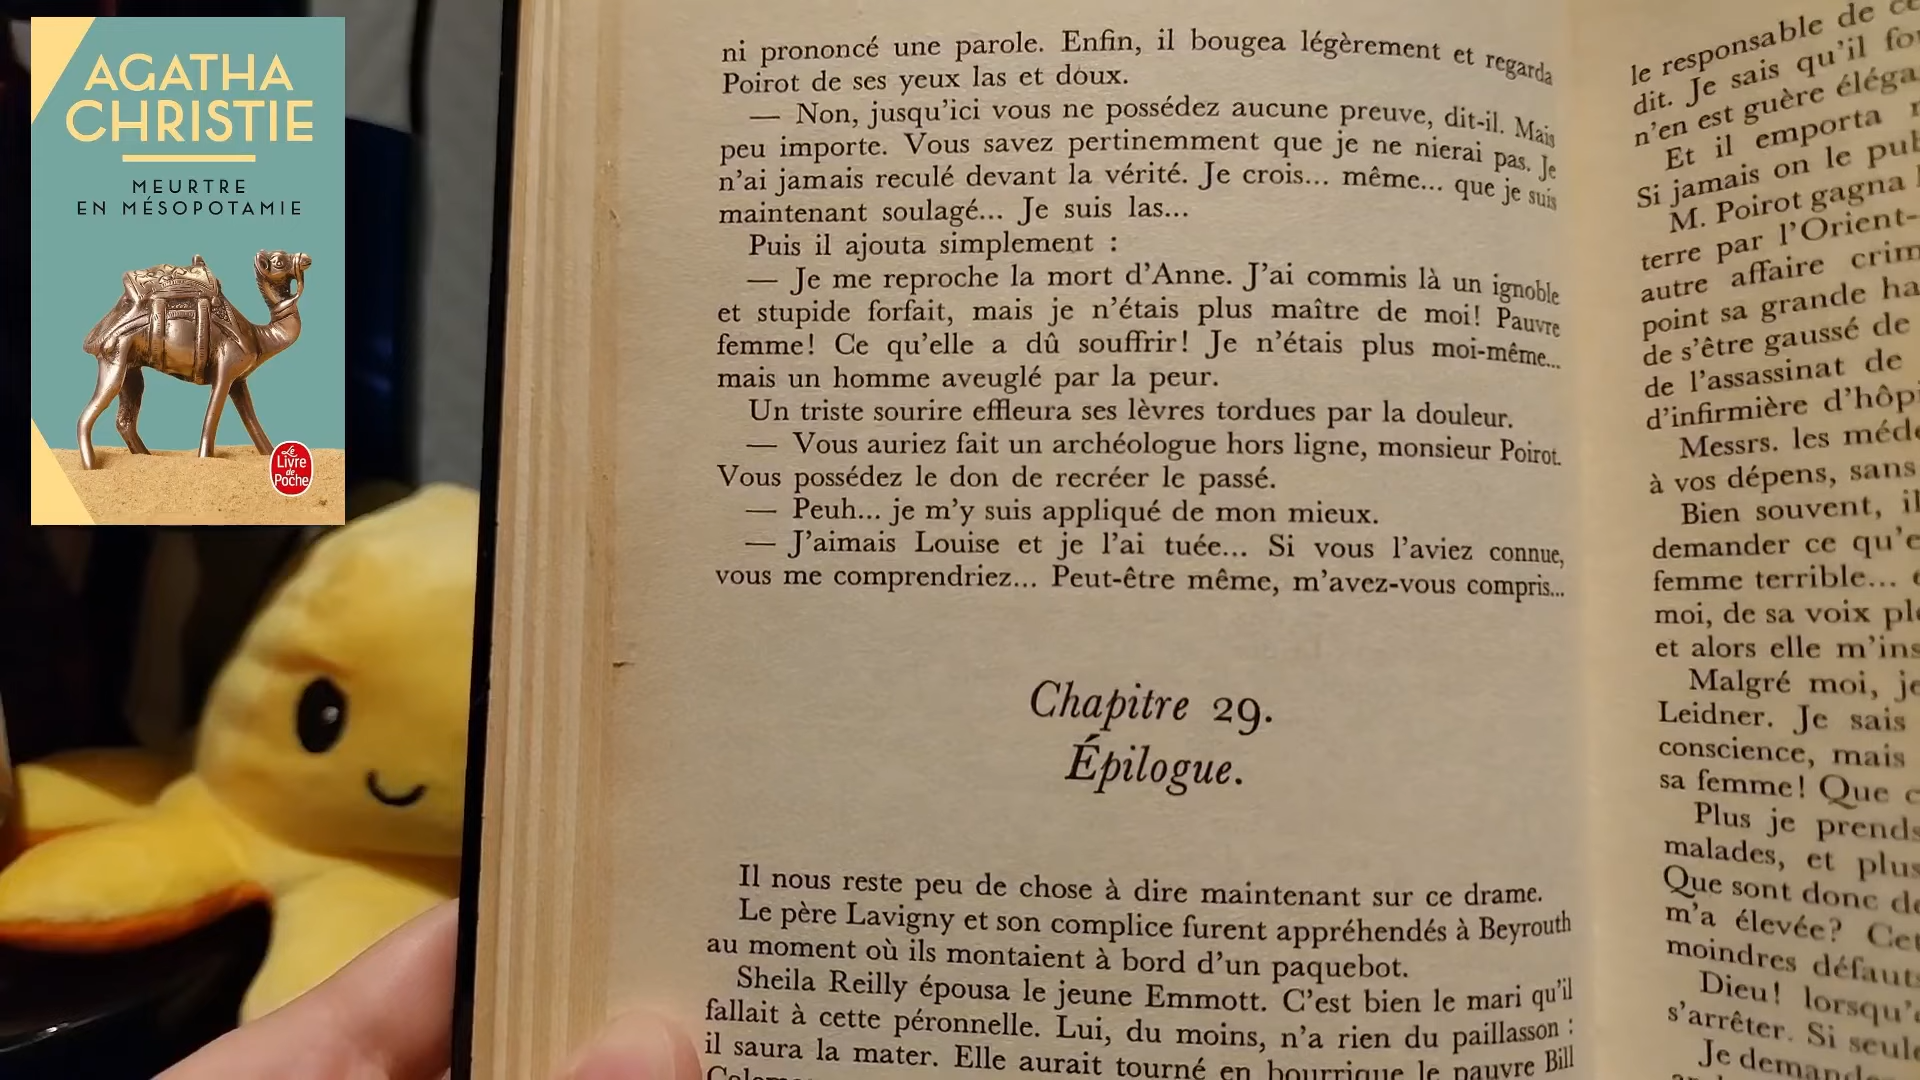 AGATHA
CHRISTIE
MEURTRE
EN MÉSOPOTAMIE
Le
Livre
de
Poche
ni prononcé une parole. Enfin, il bougea légèrement et regarda
Poirot de ses yeux las et doux.
— Non, jusqu'ici vous ne possédez aucune preuve, dit-il. Mais
peu importe. Vous savez pertinemment que je ne nierai pas. Je
n'ai jamais reculé devant la vérité. Je crois... même... que je suis
maintenant soulagé... Je suis las...
Puis il ajouta simplement :
— Je me reproche la mort d'Anne. J'ai commis là un ignoble
et stupide forfait, mais je n'étais plus maître de moi! Pauvre
femme! Ce qu'elle a dû souffrir! Je n'étais plus moi-même...
mais un homme aveuglé par la peur.
Un triste sourire effleura ses lèvres tordues par la douleur.
— Vous auriez fait un archéologue hors ligne, monsieur Poirot.
Vous possédez le don de recréer le passé.
— Peuh... je m'y suis appliqué de mon mieux.
— J'aimais Louise et je l'ai tuée... Si vous l'aviez connue,
vous me comprendriez... Peut-être même, m'avez-vous compris...
Chapitre 29.
Épilogue.
Il nous reste peu de chose à dire maintenant sur ce drame.
Le père Lavigny et son complice furent appréhendés à Beyrouth
au moment où ils montaient à bord d'un paquebot.
Sheila Reilly épousa le jeune Emmott. C'est bien le mari qu'il
fallait à cette péronnelle. Lui, du moins, n'a rien du paillasson :
il saura la mater. Elle aurait tourné en bourrique le pauvre Bill
le responsable de
dit. Je sais qu'il
n'en est guère
Et il emporta
Si jamais on le
M. Poirot gagna
terre par l'Orient-
autre affaire
point sa grande
de s'être gaussé de
de l'assassinat de
d'infirmière
Messrs. les
à vos dépens, sans
Bien souvent,
demander ce
femme terrible...
moi, de sa voix
et alors elle
Malgré moi,
Leidner. Je sais
conscience, mais
sa femme! Que
Plus je
malades, et
Que sont donc
m'a élevée?
moindres
Dieu!
s'arrêter. Si
Je